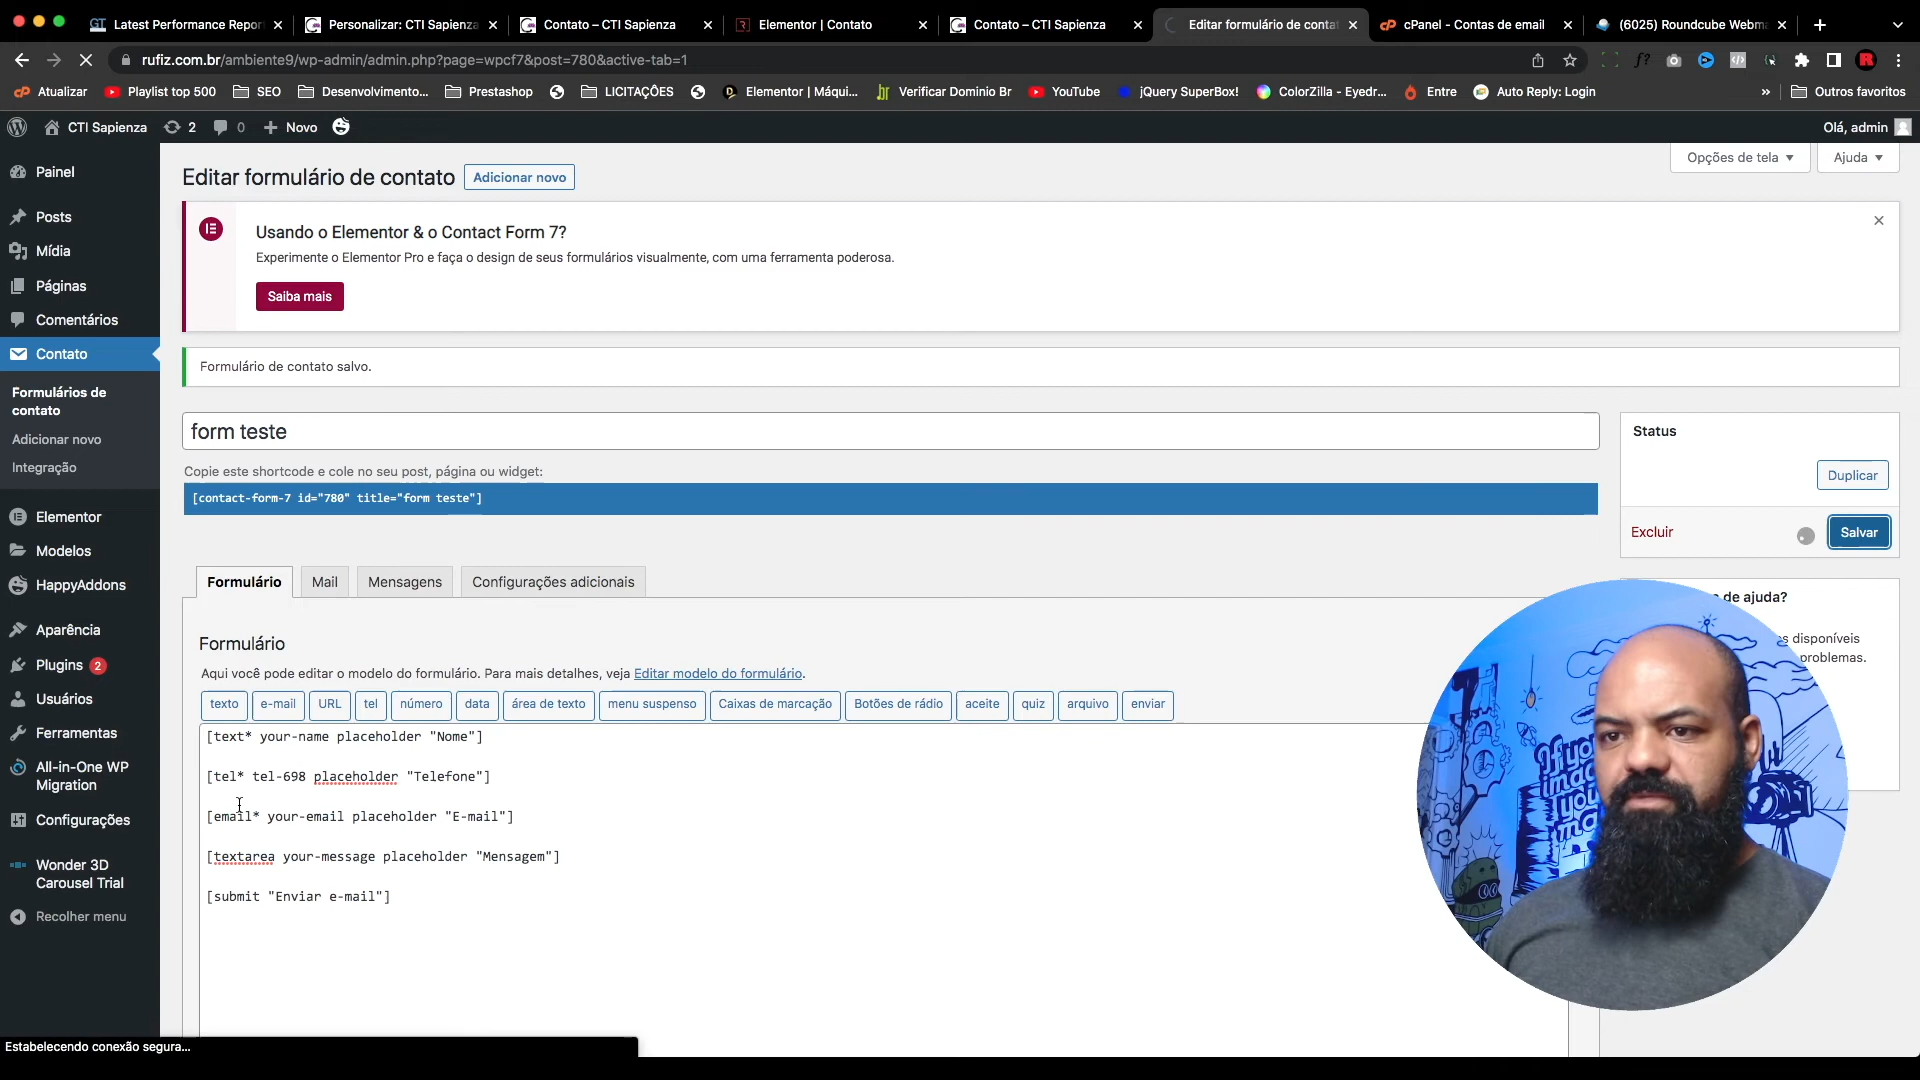 Latest Performance Repor
Personalizar: CTI Sapienza
Contato – CTI Sapienza
Elementor | Contato
Contato – CTI Sapienza
Editar formulário de conta
cPanel - Contas de email
(6025) Roundcube Webma
rufiz.com.br/ambiente9/wp-admin/admin.php?page=wpcf7&post=780&active-tab=1
Atualizar
Playlist top 500
SEO
Desenvolvimento...
Prestashop
LICITAÇÕES
Elementor | Máqui...
Verificar Dominio Br
YouTube
jQuery SuperBox!
ColorZilla - Eyedr...
Entre
Auto Reply: Login
»
Outros favoritos
CTI Sapienza
2
0
Novo
Olá, admin
Painel
Posts
Mídia
Páginas
Comentários
Contato
Formulários de
contato
Adicionar novo
Integração
Elementor
Modelos
HappyAddons
Aparência
Plugins 2
Usuários
Ferramentas
All-in-One WP
Migration
Configurações
Wonder 3D
Carousel Trial
Recolher menu
Opções de tela
Ajuda
Editar formulário de contato
Adicionar novo
Usando o Elementor & o Contact Form 7?
Experimente o Elementor Pro e faça o design de seus formulários visualmente, com uma ferramenta poderosa.
Saiba mais
Formulário de contato salvo.
form teste
Copie este shortcode e cole no seu post, página ou widget:
[contact-form-7 id="780" title="form teste"]
Status
Duplicar
Excluir
Salvar
Formulário
Mail
Mensagens
Configurações adicionais
Formulário
Aqui você pode editar o modelo do formulário. Para mais detalhes, veja Editar modelo do formulário.
texto
e-mail
URL
tel
número
data
área de texto
menu suspenso
Caixas de marcação
Botões de rádio
aceite
quiz
arquivo
enviar
[text* your-name placeholder "Nome"]
[tel* tel-698 placeholder "Telefone"]
[email* your-email placeholder "E-mail"]
[textarea your-message placeholder "Mensagem"]
[submit "Enviar e-mail"]
de ajuda?
s disponíveis
problemas.
Estabelecendo conexão segura...